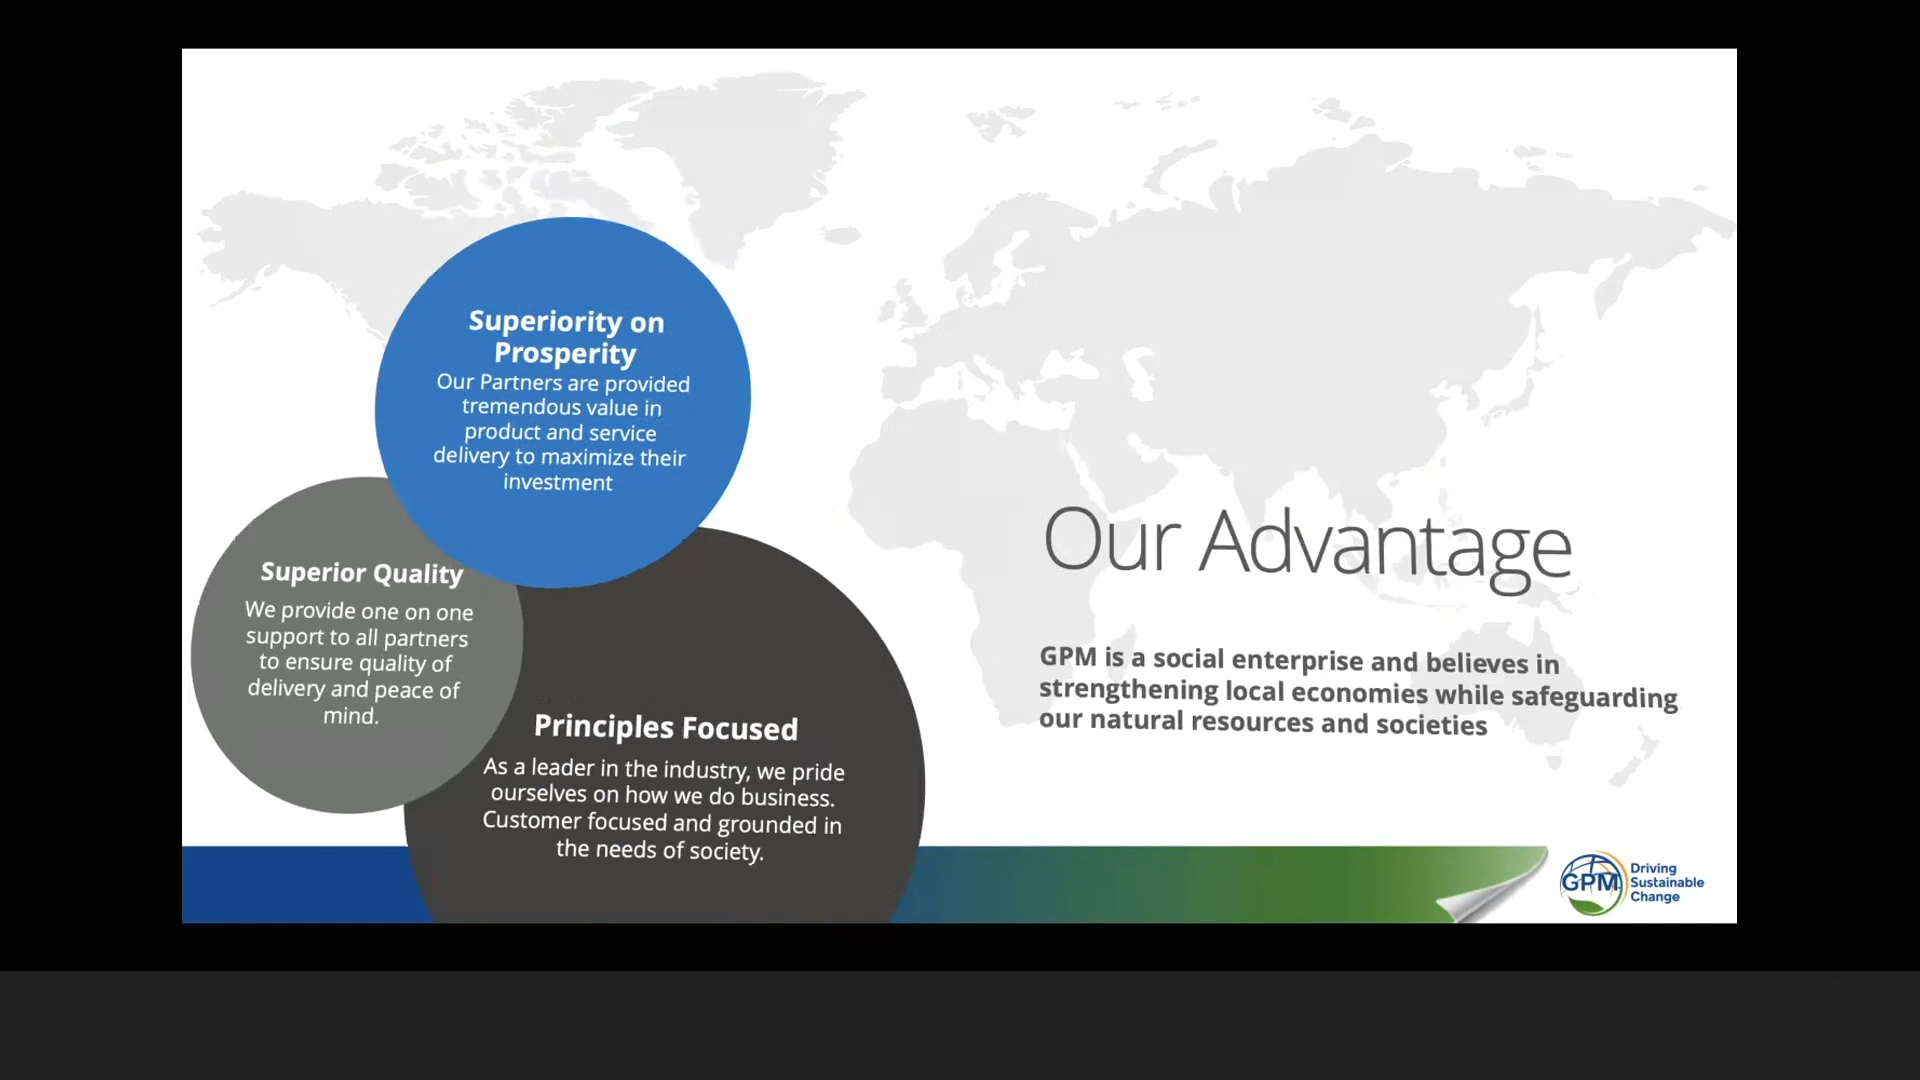 Superiority on
Prosperity
Our Partners are provided
tremendous value in
product and service
delivery to maximize their
investment
Superior Quality
We provide one on one
support to all partners
to ensure quality of
delivery and peace of
mind.
Principles Focused
As a leader in the industry, we pride
ourselves on how we do business.
Customer focused and grounded in
the needs of society.
Our Advantage
GPM is a social enterprise and believes in
strengthening local economies while safeguarding
our natural resources and societies
GPM
Driving
Sustainable
Change